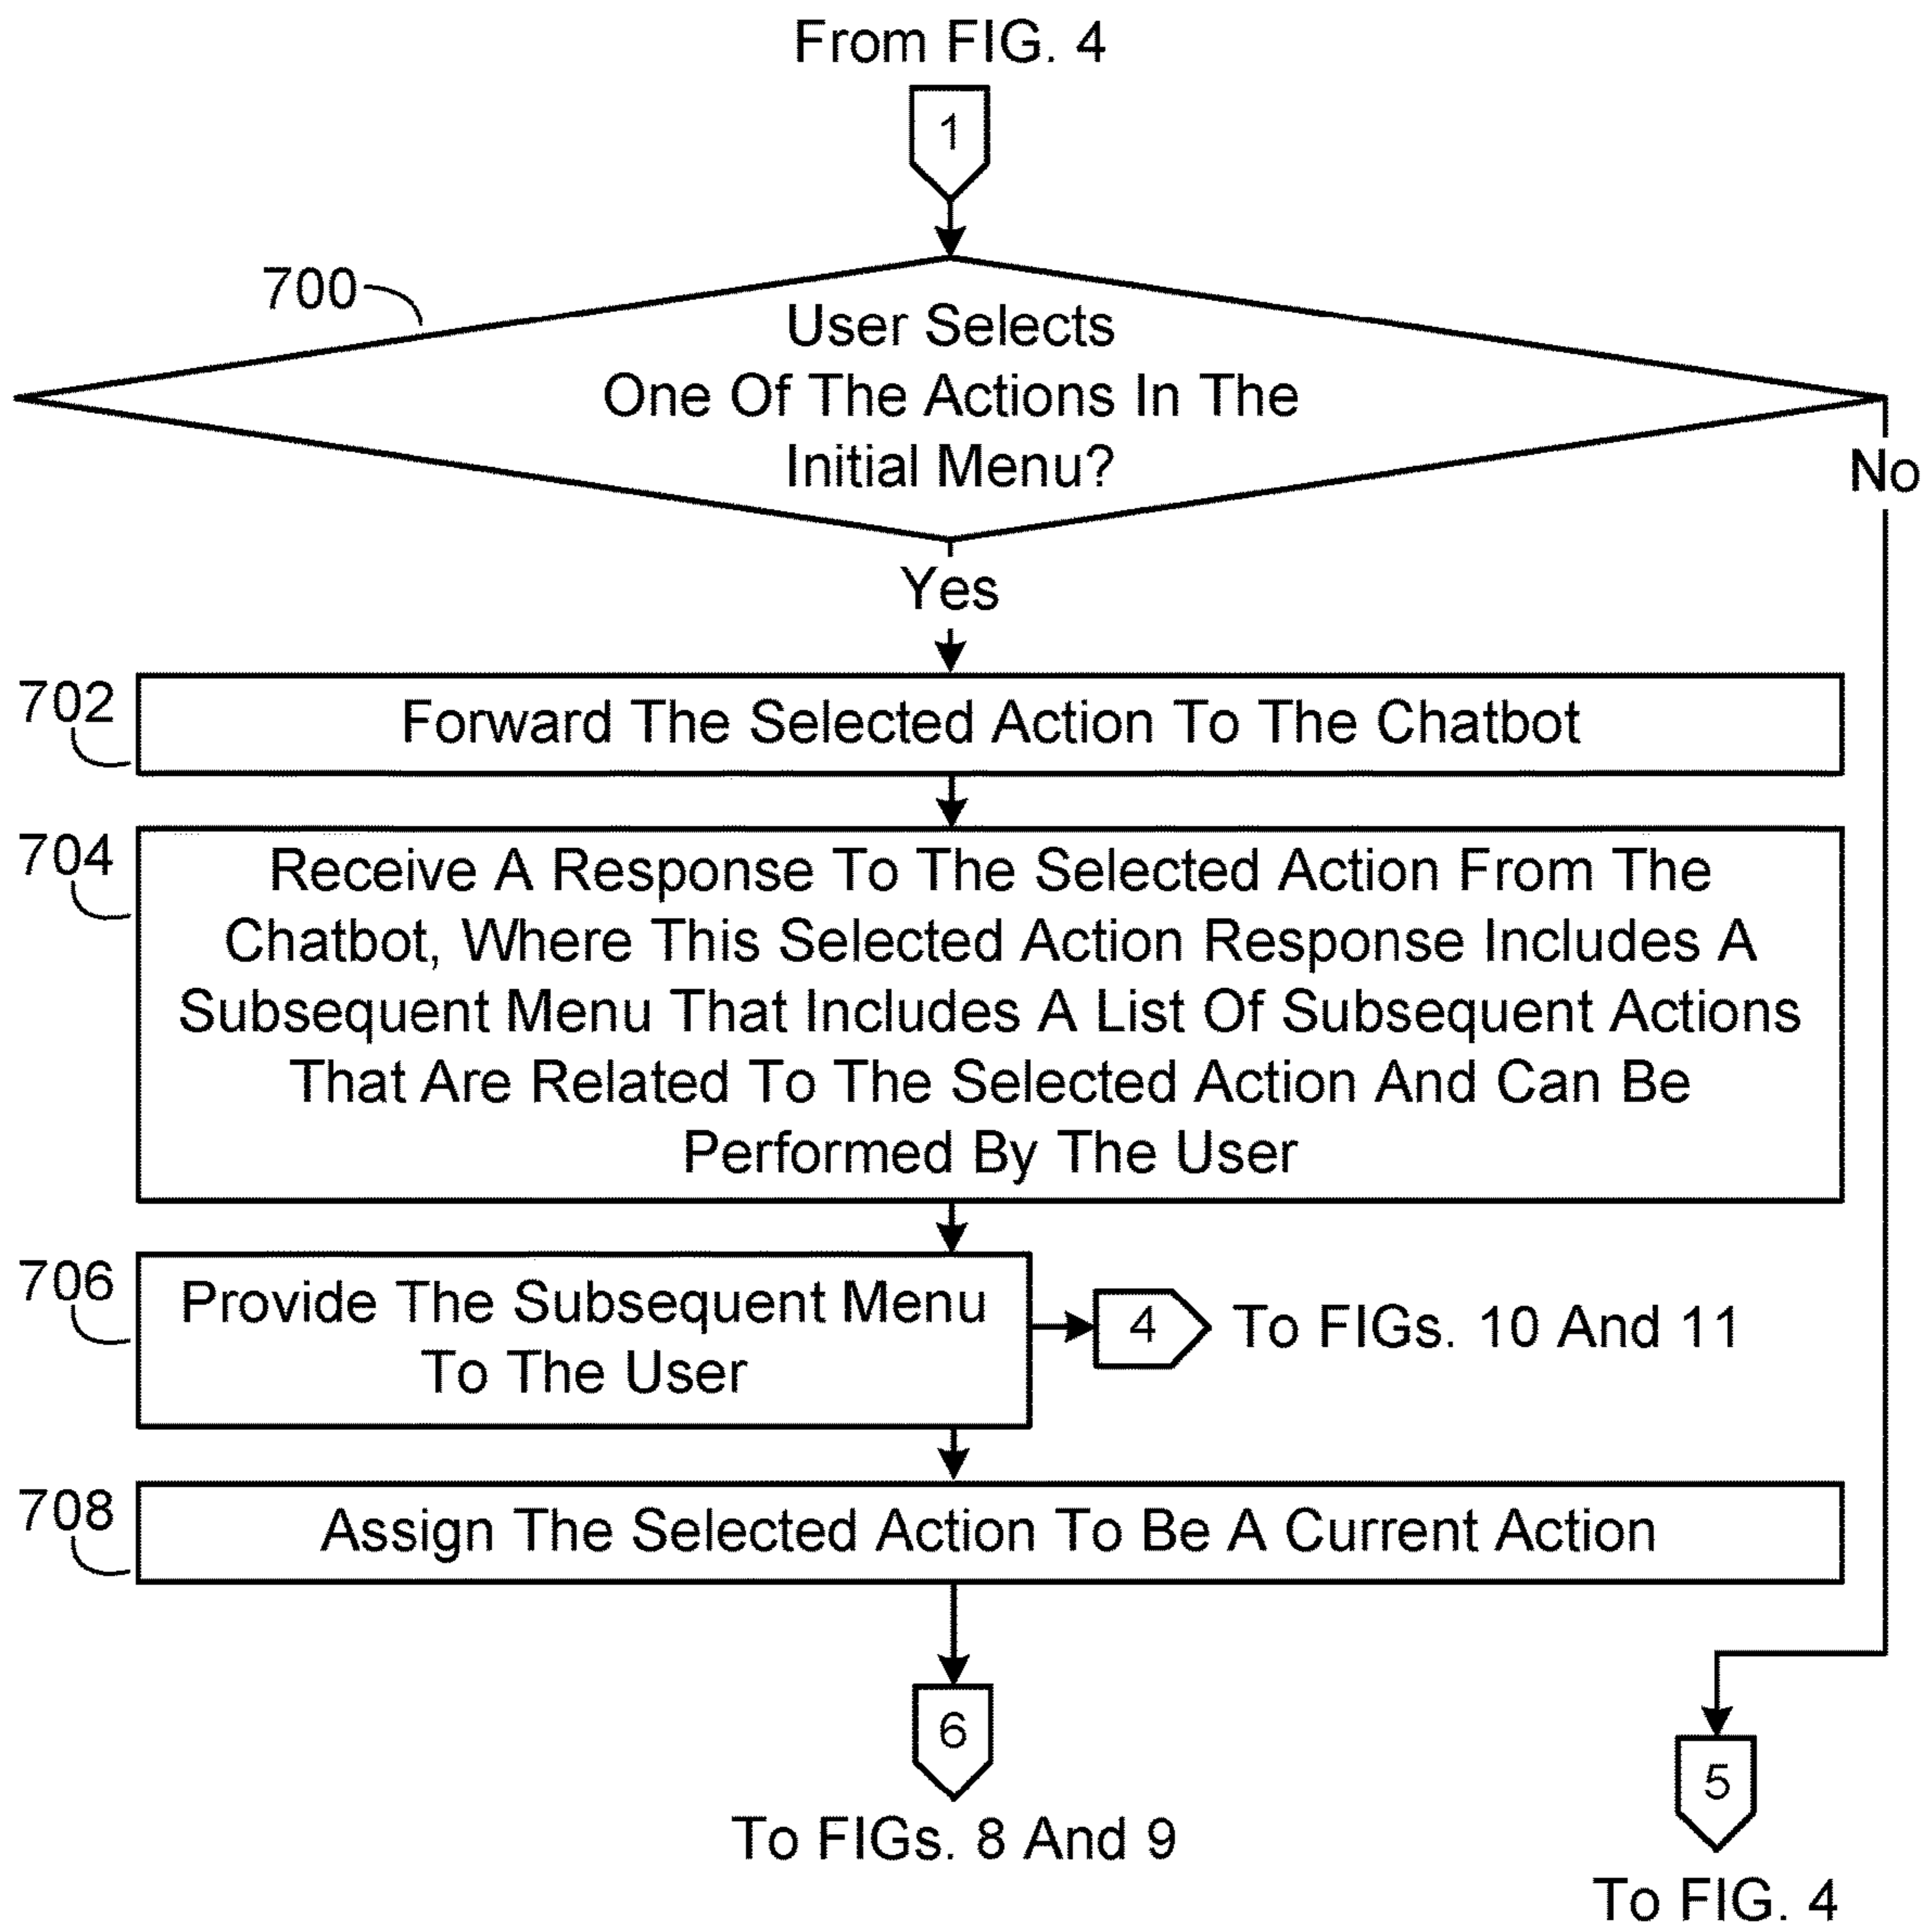 From FIG. 4
1
700
User Selects
One Of The Actions In The
Initial Menu?
No
Yes
702
Forward The Selected Action To The Chatbot
704
Receive A Response To The Selected Action From The
Chatbot, Where This Selected Action Response Includes A
Subsequent Menu That Includes A List Of Subsequent Actions
That Are Related To The Selected Action And Can Be
Performed By The User
706
Provide The Subsequent Menu
To The User
4
To FIGs. 10 And 11
708
Assign The Selected Action To Be A Current Action
6
To FIGs. 8 And 9
5
To FIG. 4